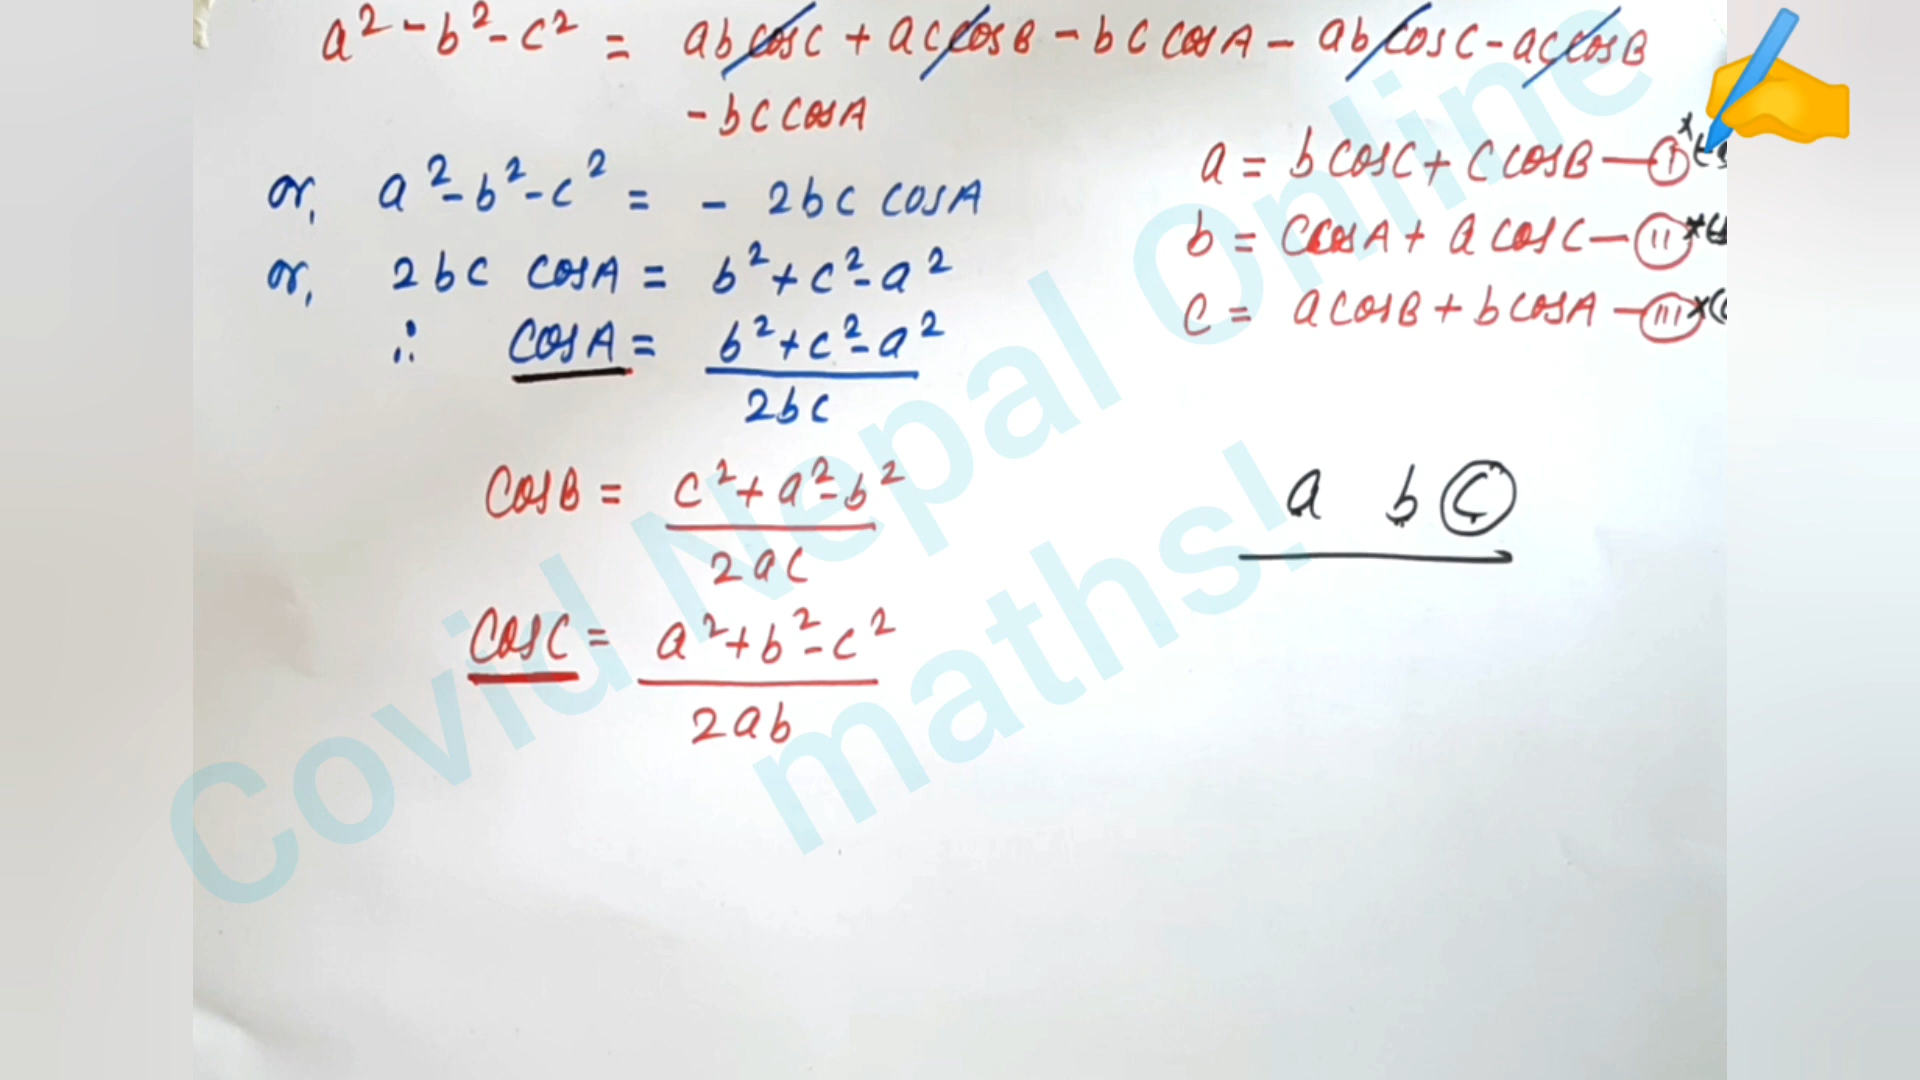 a² - b² - c² = ab cosC + ac cosB - bc cosA - ab cosC - ac cosB
- bc cosA
or, a² - b² - c² = - 2bc cosA
or, 2bc cosA = b² + c² - a²
∴ cosA = b² + c² - a²
2bc
cosB = c² + a² - b²
2ac
cosC = a² + b² - c²
2ab
a = b cosC + c cosB — (I) *
b = c cosA + a cosC — (II) *
c = a cosB + b cosA — (III) *
a b c
Covid Nepal Online
maths!